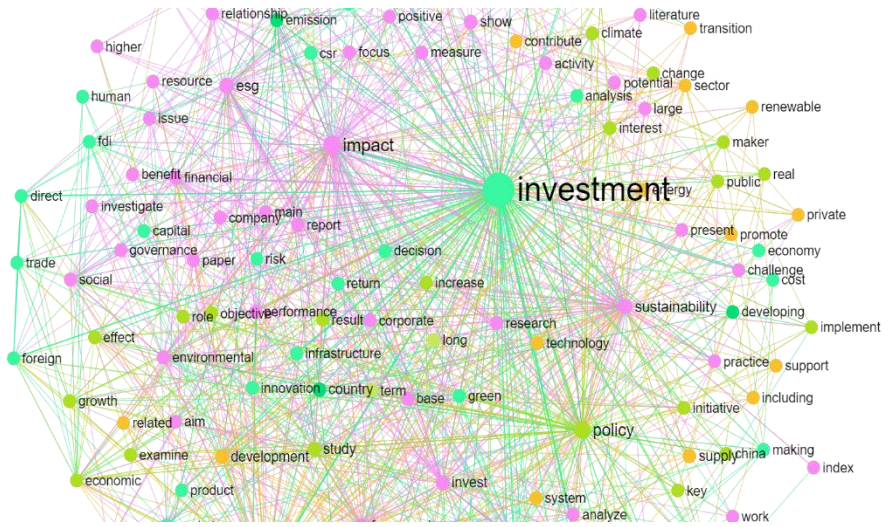 relationship
emission
positive
show
literature
transition
higher
csr
focus
measure
contribute
climate
activity
change
resource
esg
potential
sector
human
analysis
large
renewable
issue
interest
fdi
impact
maker
benefit
financial
investment
energy
public
real
direct
investigate
company
main
report
private
capital
present
promote
governance
paper
risk
decision
economy
trade
social
return
increase
challenge
cost
role
objective
performance
result
corporate
research
sustainability
developing
effect
long
technology
implement
foreign
environmental
infrastructure
practice
support
innovation
country
term
base
green
including
growth
initiative
related
aim
policy
examine
development
study
supply
china
making
economic
product
invest
system
key
index
analyze
work